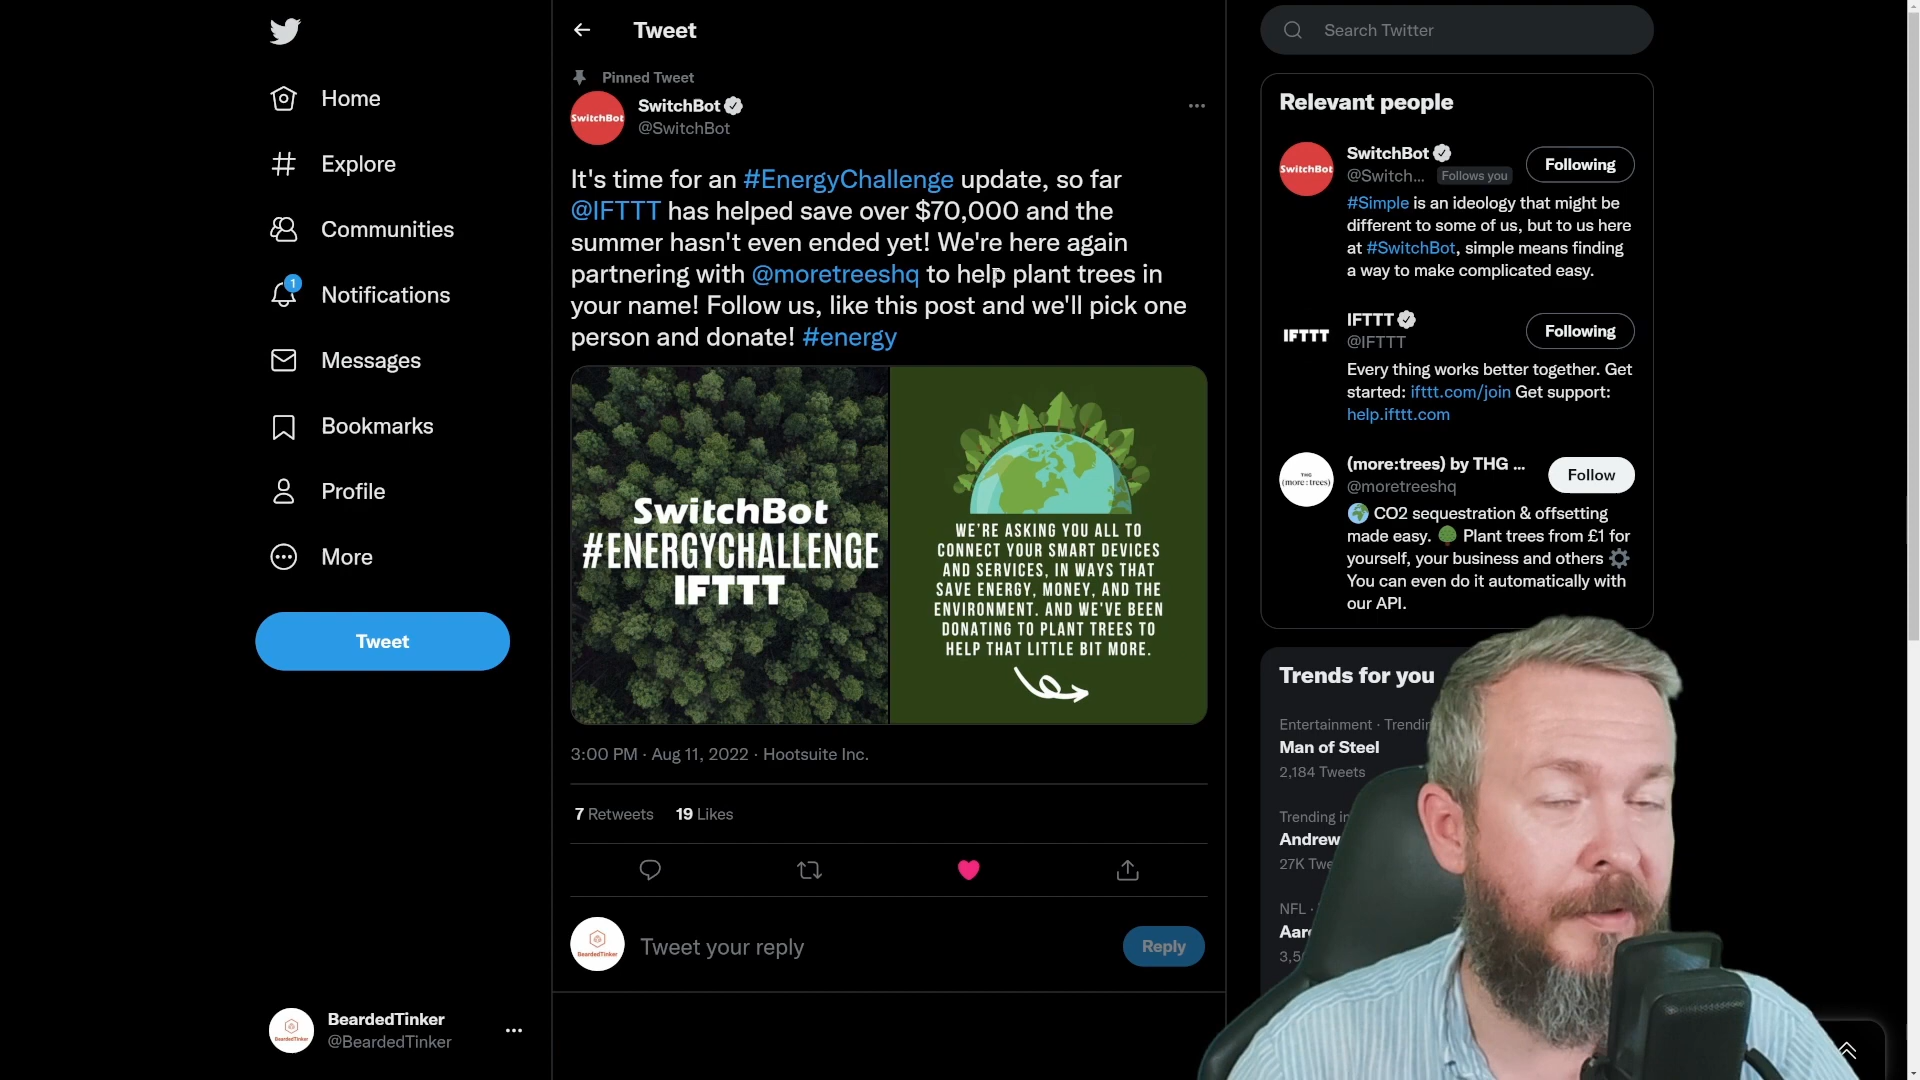 Home
Explore
Communities
1
Notifications
Messages
Bookmarks
Profile
More
Tweet
BeardedTinker
@BeardedTinker
Tweet
Pinned Tweet
SwitchBot
SwitchBot
@SwitchBot
It's time for an #EnergyChallenge update, so far
@IFTTT has helped save over $70,000 and the
summer hasn't even ended yet! We're here again
partnering with @moretreeshq to help plant trees in
your name! Follow us, like this post and we'll pick one
person and donate! #energy
SwitchBot
#ENERGYCHALLENGE
IFTTT
WE'RE ASKING YOU ALL TO
CONNECT YOUR SMART DEVICES
AND SERVICES, IN WAYS THAT
SAVE ENERGY, MONEY, AND THE
ENVIRONMENT. AND WE'VE BEEN
DONATING TO PLANT TREES TO
HELP THAT LITTLE BIT MORE.
3:00 PM · Aug 11, 2022 · Hootsuite Inc.
7 Retweets 19 Likes
BeardedTinker
Tweet your reply
Reply
Search Twitter
Relevant people
SwitchBot
SwitchBot
@Switch... Follows you
Following
#Simple is an ideology that might be
different to some of us, but to us here
at #SwitchBot, simple means finding
a way to make complicated easy.
IFTTT
IFTTT
@IFTTT
Following
Every thing works better together. Get
started: ifttt.com/join Get support:
help.ifttt.com
THG
(more:trees)
(more:trees) by THG ...
@moretreeshq
Follow
CO2 sequestration & offsetting
made easy. Plant trees from £1 for
yourself, your business and others
You can even do it automatically with
our API.
Trends for you
Entertainment ·
Man of Steel
2,184 Tweets
Trending
Andrew
27K
NFL ·